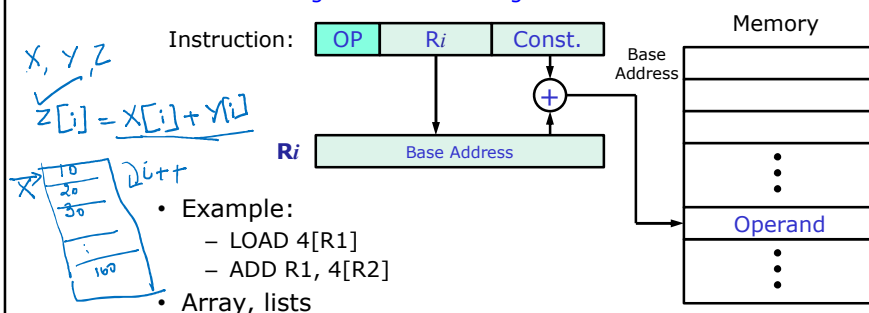 Instruction: OP Ri Const.
Memory
Base
Address
+
Ri Base Address
Operand
X, Y, Z
Z[i] = X[i] + Y[i]
X
10
20
30
160
i++
• Example:
– LOAD 4[R1]
– ADD R1, 4[R2]
• Array, lists